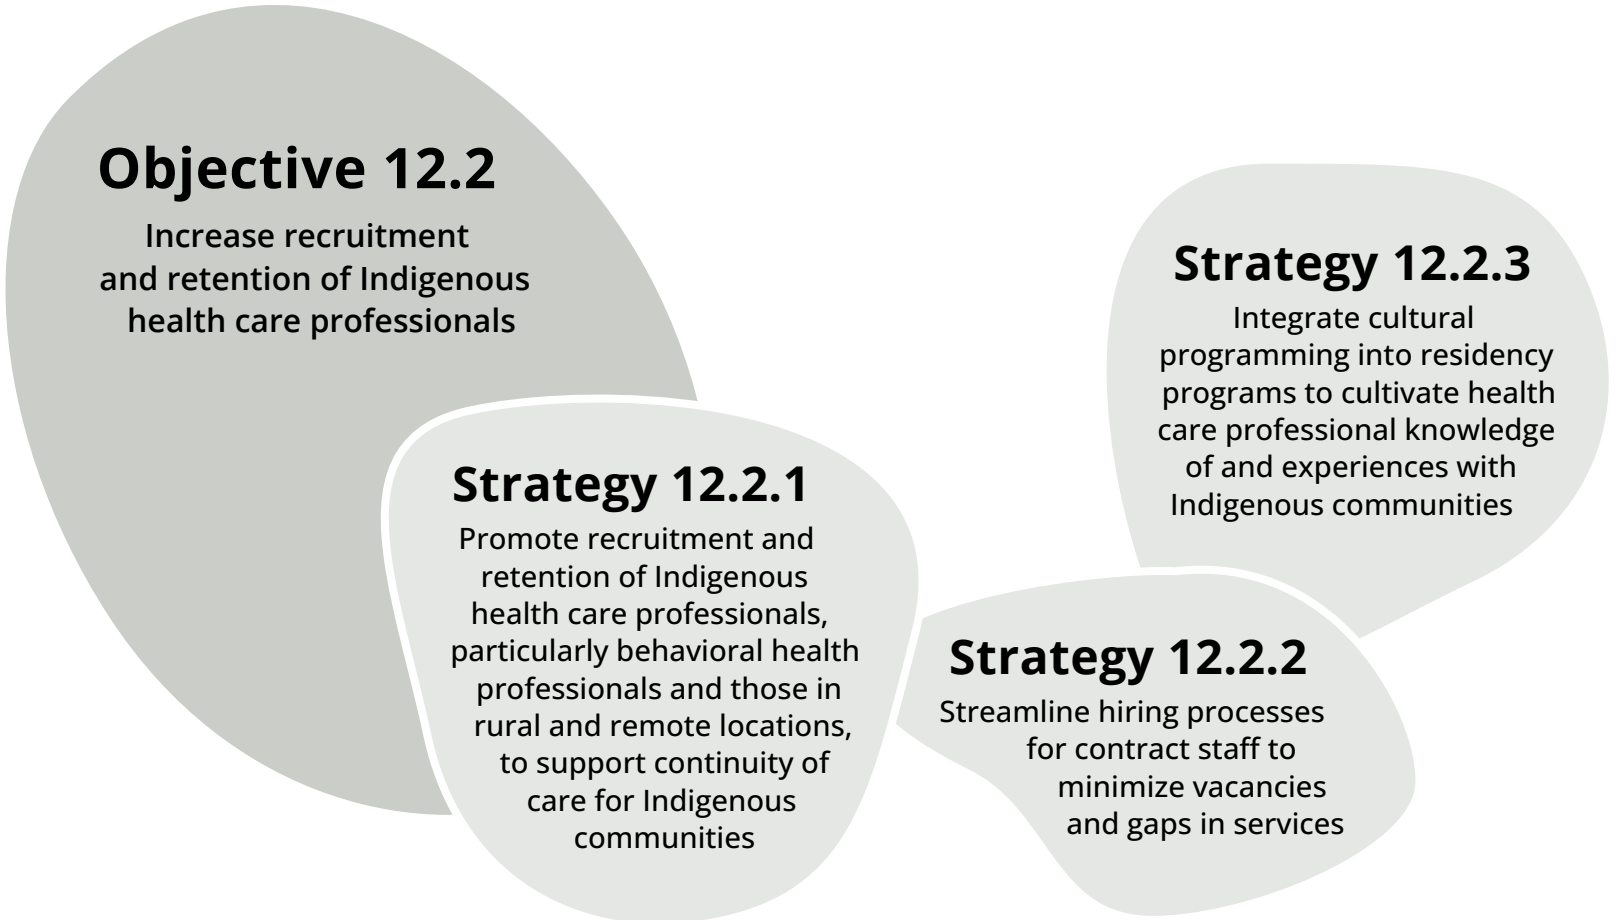 Objective 12.2
Increase recruitment
and retention of Indigenous
health care professionals
Strategy 12.2.1
Promote recruitment and
retention of Indigenous
health care professionals,
particularly behavioral health
professionals and those in
rural and remote locations,
to support continuity of
care for Indigenous
communities
Strategy 12.2.2
Streamline hiring processes
for contract staff to
minimize vacancies
and gaps in services
Strategy 12.2.3
Integrate cultural
programming into residency
programs to cultivate health
care professional knowledge
of and experiences with
Indigenous communities